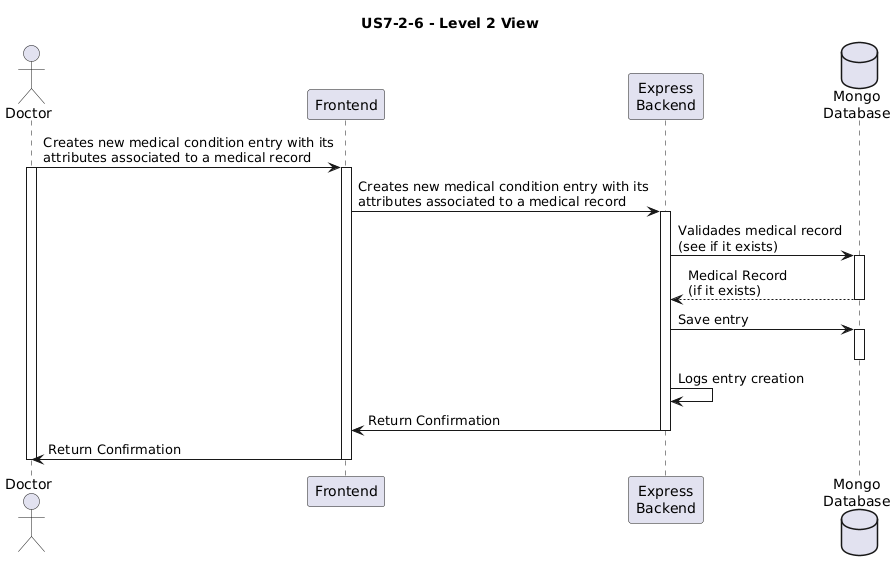 US7-2-6 - Level 2 View
Doctor
Frontend
Express
Backend
Mongo
Database
Creates new medical condition entry with its
attributes associated to a medical record
Creates new medical condition entry with its
attributes associated to a medical record
Validades medical record
(see if it exists)
Medical Record
(if it exists)
Save entry
Logs entry creation
Return Confirmation
Return Confirmation
Doctor
Frontend
Express
Backend
Mongo
Database